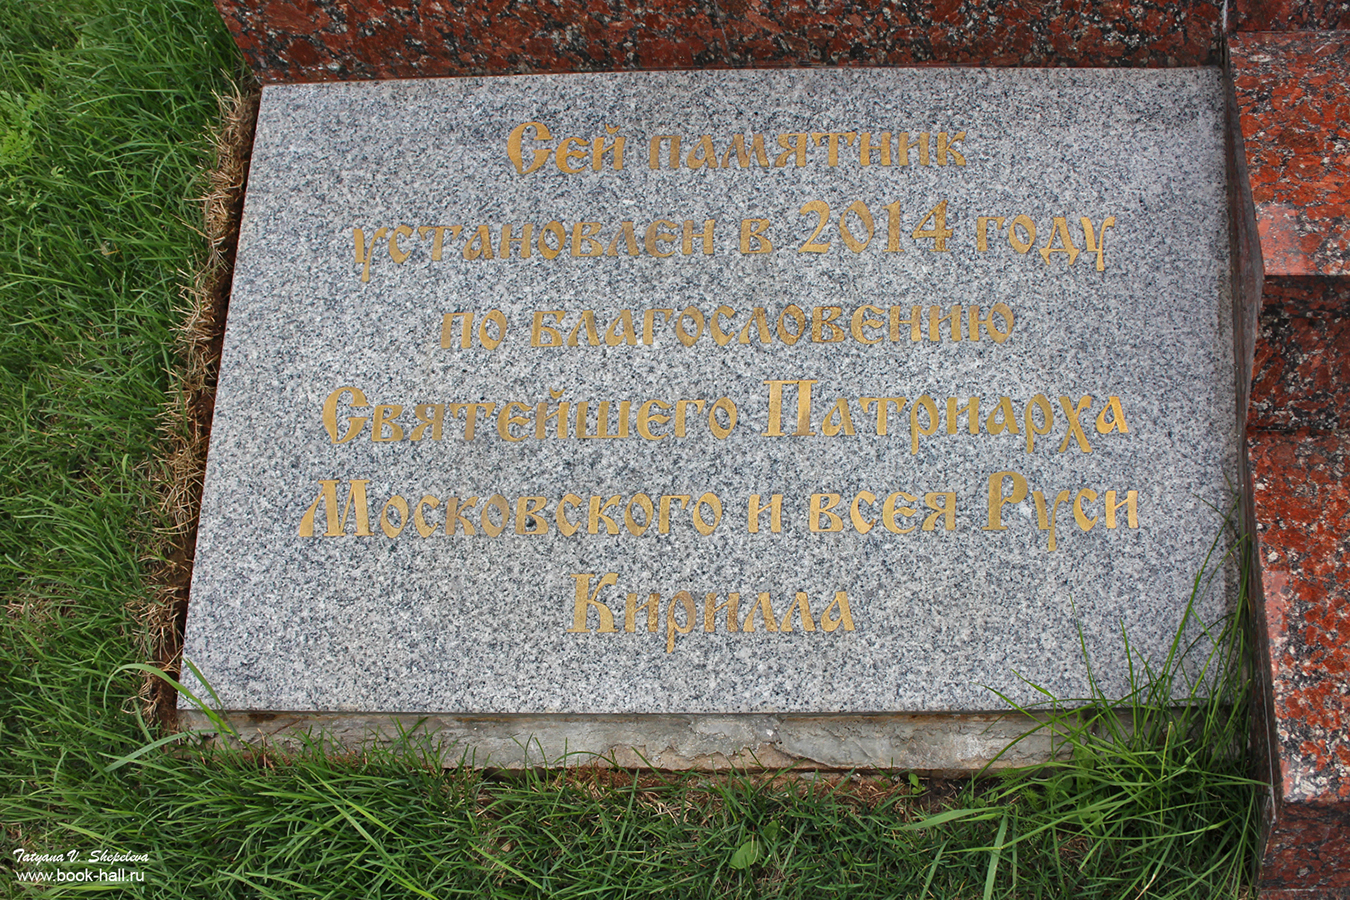 Сей памятник
установлен в 2014 году
по благословению
Святейшего Патриарха
Московского и всея Руси
Кирилла
Tatyana V. Shepeleva
www.book-hall.ru